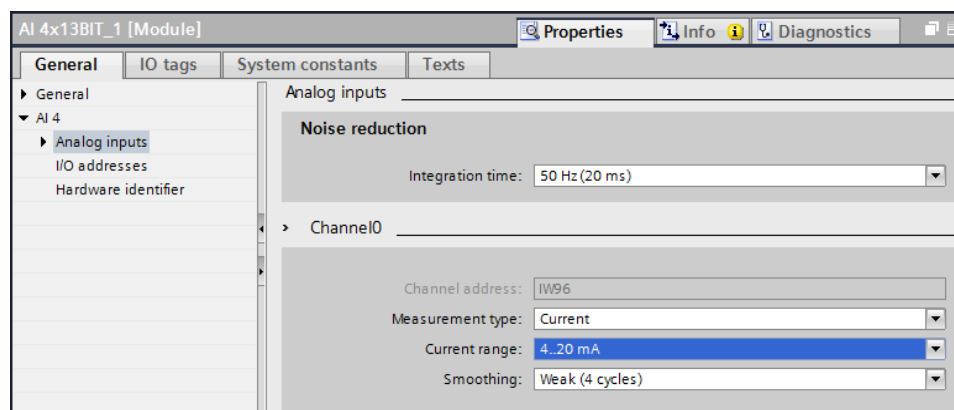 AI 4x13BIT_1 [Module]
Properties
Info
Diagnostics
General
IO tags
System constants
Texts
General
AI 4
Analog inputs
I/O addresses
Hardware identifier
Analog inputs
Noise reduction
Integration time: 50 Hz (20 ms)
Channel0
Channel address: IW96
Measurement type: Current
Current range: 4..20 mA
Smoothing: Weak (4 cycles)